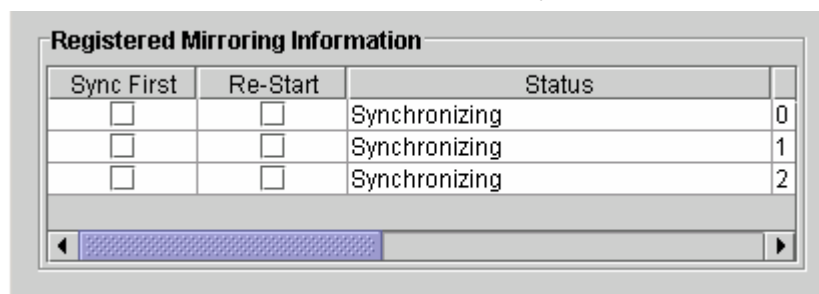 Registered Mirroring Information
Sync First Re-Start Status
Synchronizing 0
Synchronizing 1
Synchronizing 2